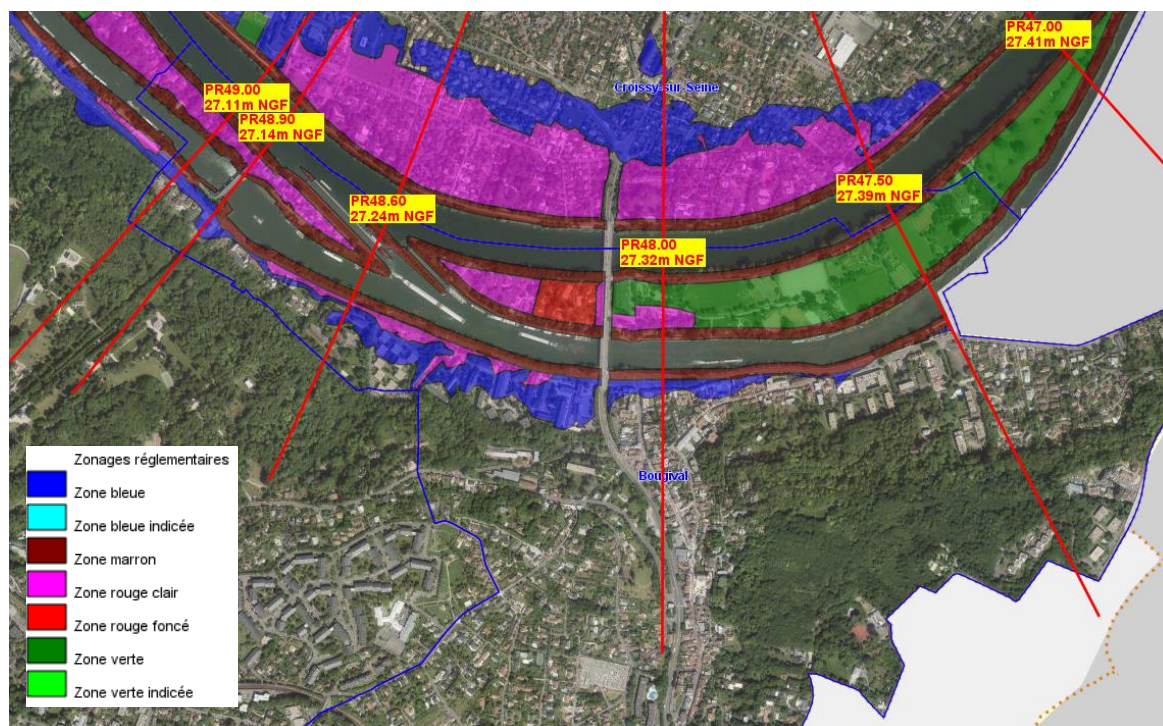 PR47.00
27.41m NGF
Croissy-sur-Seine
PR49.00
27.11m NGF
PR48.90
27.14m NGF
PR47.50
27.39m NGF
PR48.60
27.24m NGF
PR48.00
27.32m NGF
Bougival
Zonages réglementaires
Zone bleue
Zone bleue indicée
Zone marron
Zone rouge clair
Zone rouge foncé
Zone verte
Zone verte indicée